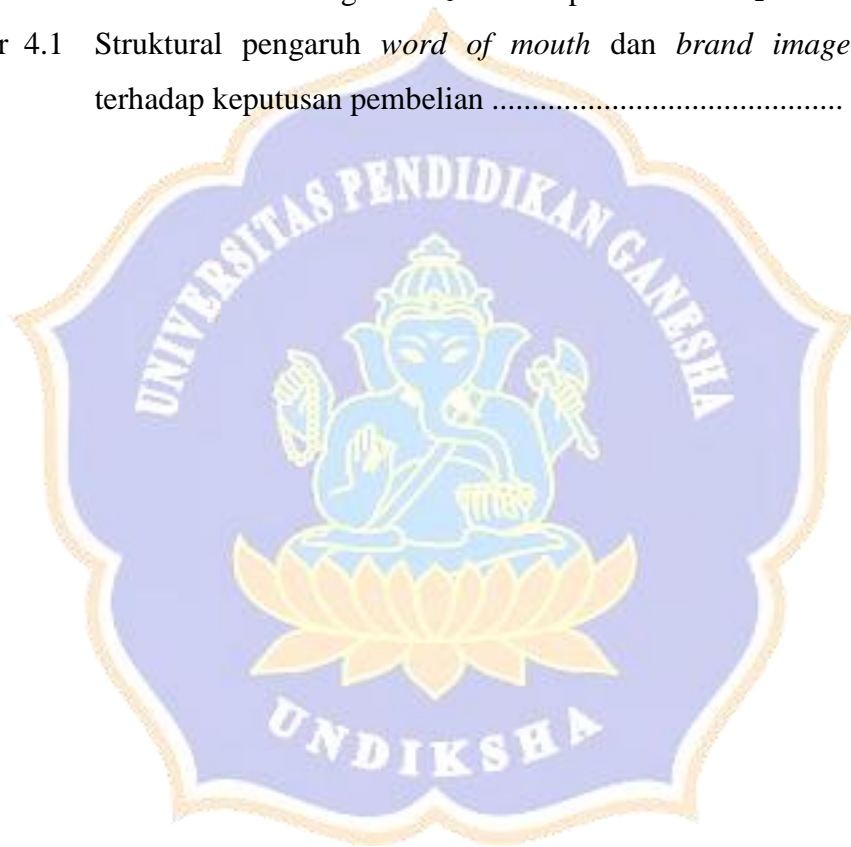 r 4.1 Struktural pengaruh word of mouth dan brand image
terhadap keputusan pembelian ...........................................
UNIVERSITAS PENDIDIKAN GANESHA
UNDIKSHA